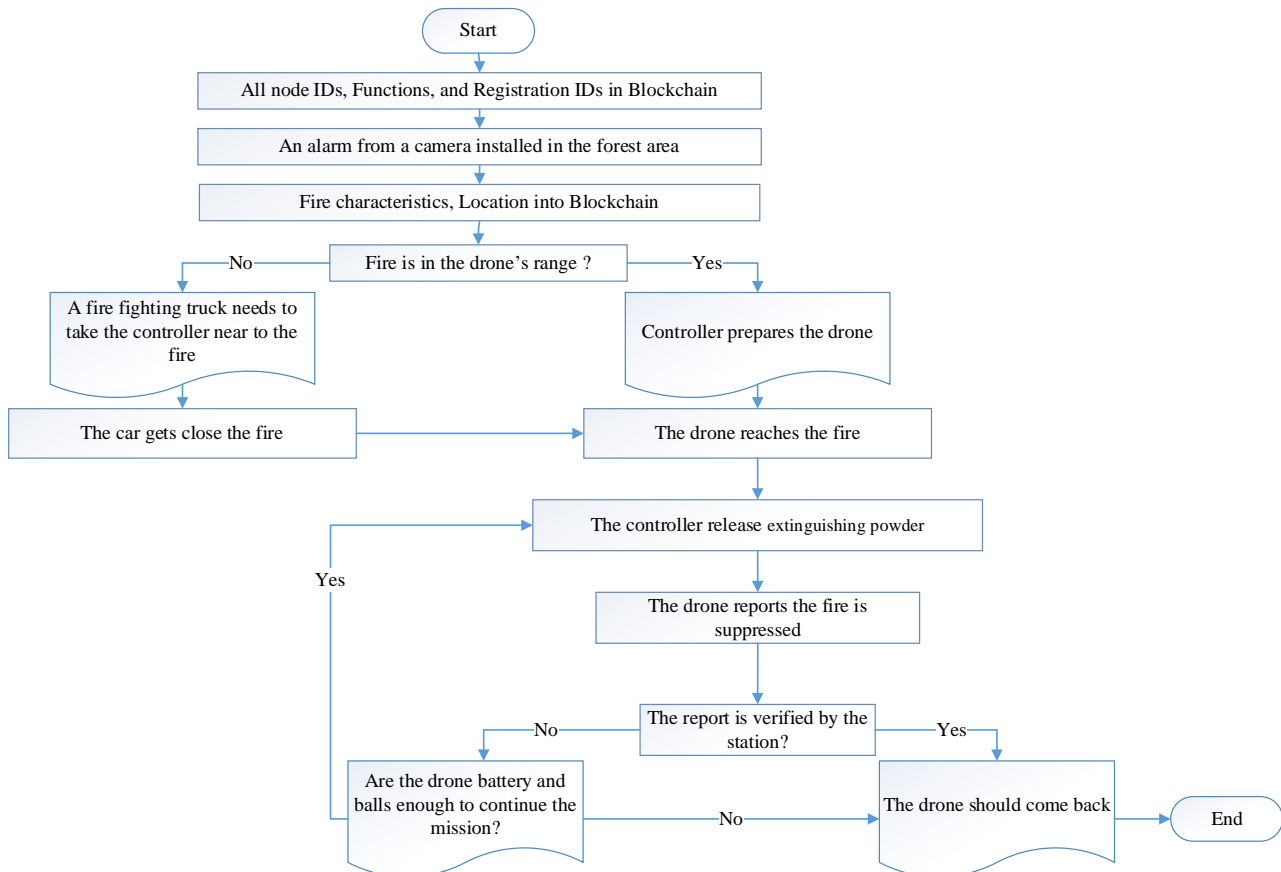 Start
All node IDs, Functions, and Registration IDs in Blockchain
An alarm from a camera installed in the forest area
Fire characteristics, Location into Blockchain
Fire is in the drone's range ?
No
Yes
A fire fighting truck needs to
take the controller near to the
fire
Controller prepares the drone
The car gets close the fire
The drone reaches the fire
The controller release extinguishing powder
Yes
The drone reports the fire is
suppressed
The report is verified by the
station?
No
Yes
Are the drone battery and
balls enough to continue the
mission?
No
The drone should come back
End